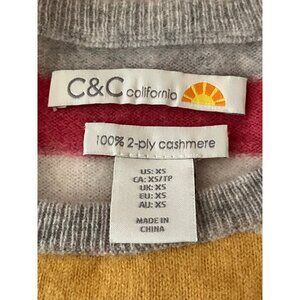 C&C california
100% 2-ply cashmere
US: XS
CA: XS/TP
UK: XS
EU: XS
AU: XS
MADE IN
CHINA